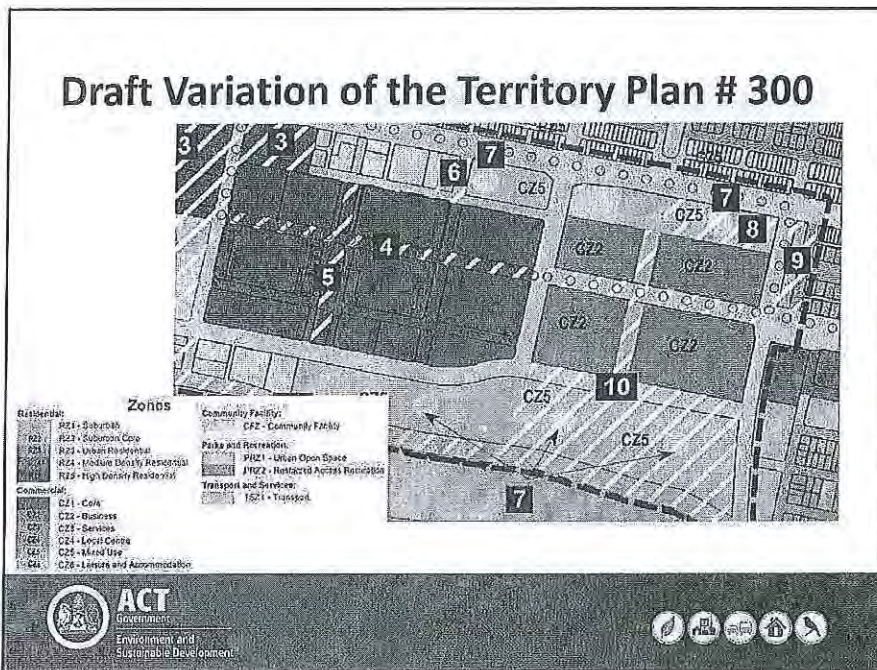 Draft Variation of the Territory Plan # 300
3
3
6
7
CZ5
7
CZ5
8
4
CZ2
CZ2
9
5
CZ2
CZ2
10
CZ5
CZ5
7
Zones
Residential:
RZ1 - Suburban
RZ2 - Suburban Core
RZ3 - Urban Residential
RZ4 - Medium Density Residential
RZ5 - High Density Residential
Commercial:
CZ1 - Core
CZ2 - Business
CZ3 - Services
CZ4 - Local Centre
CZ5 - Mixed Use
CZ6 - Leisure and Accommodation
Community Facility:
CFZ - Community Facility
Parks and Recreation:
PRZ1 - Urban Open Space
PRZ2 - Restricted Access Recreation
Transport and Services:
TSZ1 - Transport
ACT
Government
Environment and
Sustainable Development